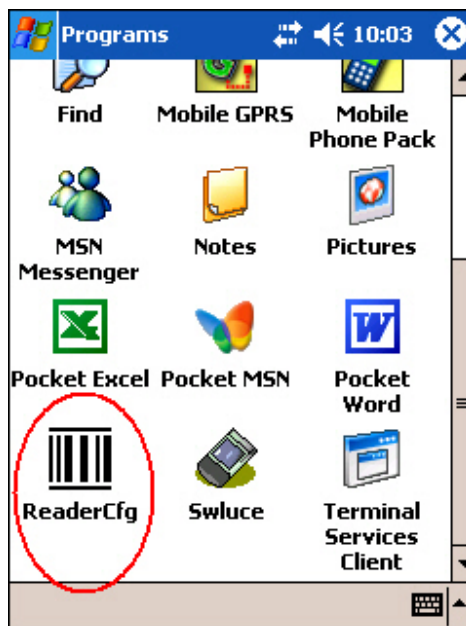 Programs 10:03
Find Mobile GPRS Mobile
Phone Pack
MSN Notes Pictures
Messenger
Pocket Excel Pocket MSN Pocket
Word
ReaderCfg Swluce Terminal
Services
Client